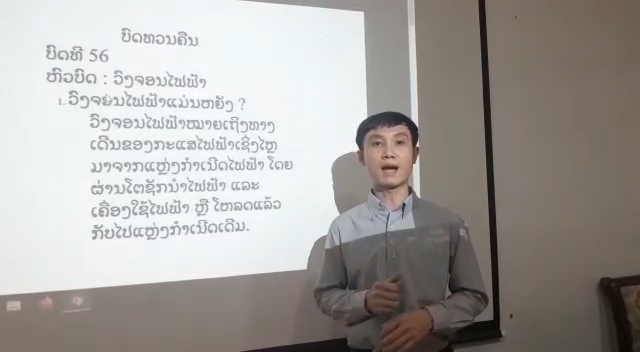 ບົດທວນຄືນ
ບົດທີ 56
ຫົວບົດ : ວົງຈອນໄຟຟ້າ
1. ວົງຈອນໄຟຟ້າແມ່ນຫຍັງ ?
ວົງຈອນໄຟຟ້າໝາຍເຖິງທາງ
ເດີນຂອງກະແສໄຟຟ້າເຊິ່ງໄຫຼ
ມາຈາກແຫຼ່ງກຳເນີດໄຟຟ້າ ໂດຍ
ຜ່ານໂຕຊັກນຳໄຟຟ້າ ແລະ
ເຄື່ອງໃຊ້ໄຟຟ້າ ຫຼື ໂຫລດແລ້ວ
ກັບໄປແຫຼ່ງກຳເນີດເດີມ.